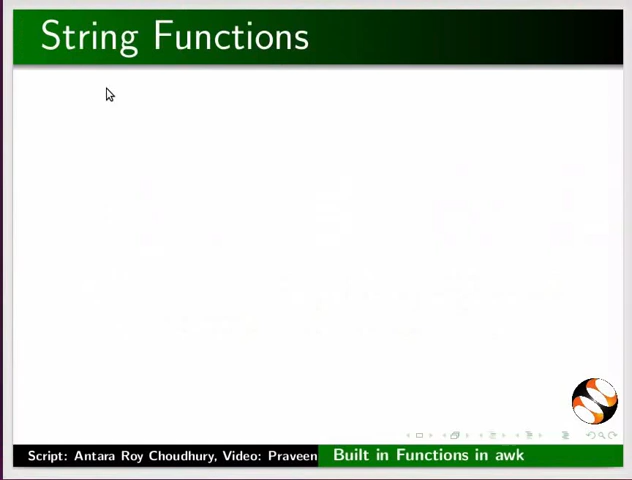 String Functions
Script: Antara Roy Choudhury, Video: Praveen
Built in Functions in awk